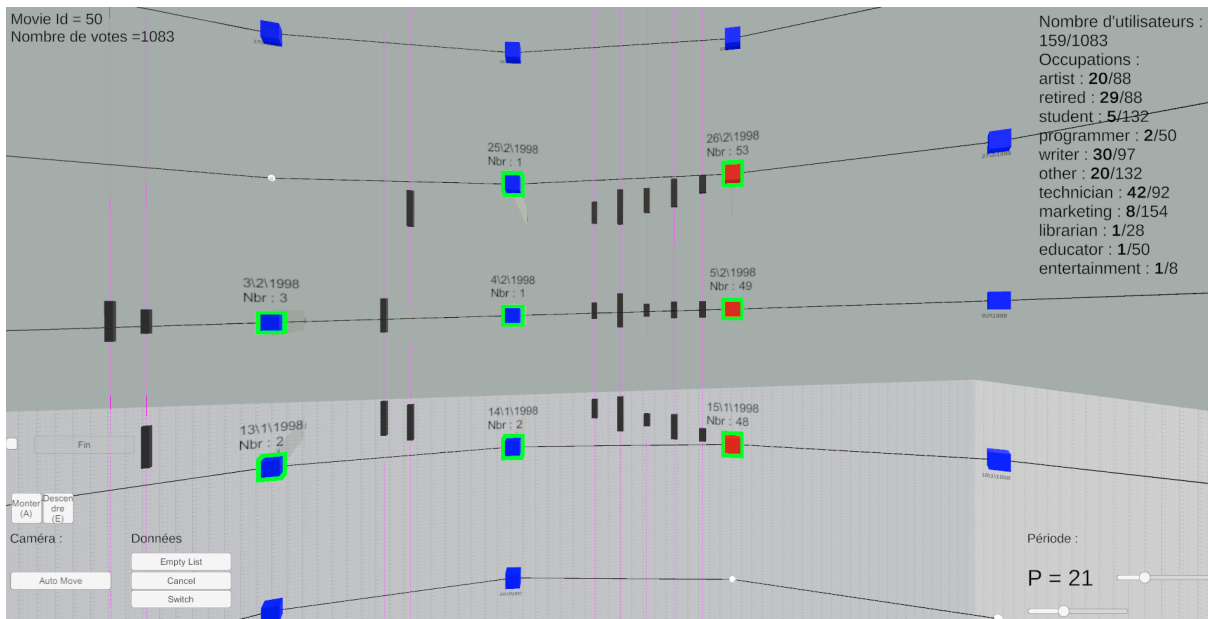 Movie Id = 50
Nombre de votes =1083
Nombre d'utilisateurs :
159/1083
Occupations :
artist : 20/88
retired : 29/88
student : 5/132
programmer : 2/50
writer : 30/97
other : 20/132
technician : 42/92
marketing : 8/154
librarian : 1/28
educator : 1/50
entertainment : 1/8
25\2\1998
Nbr : 1
26\2\1998
Nbr : 53
3\2\1998
Nbr : 3
4\2\1998
Nbr : 1
5\2\1998
Nbr : 49
13\1\1998
Nbr : 2
14\1\1998
Nbr : 2
15\1\1998
Nbr : 48
Fin
Monter
(A)
Descen
dre
(E)
Caméra :
Auto Move
Données
Empty List
Cancel
Switch
Période :
P = 21